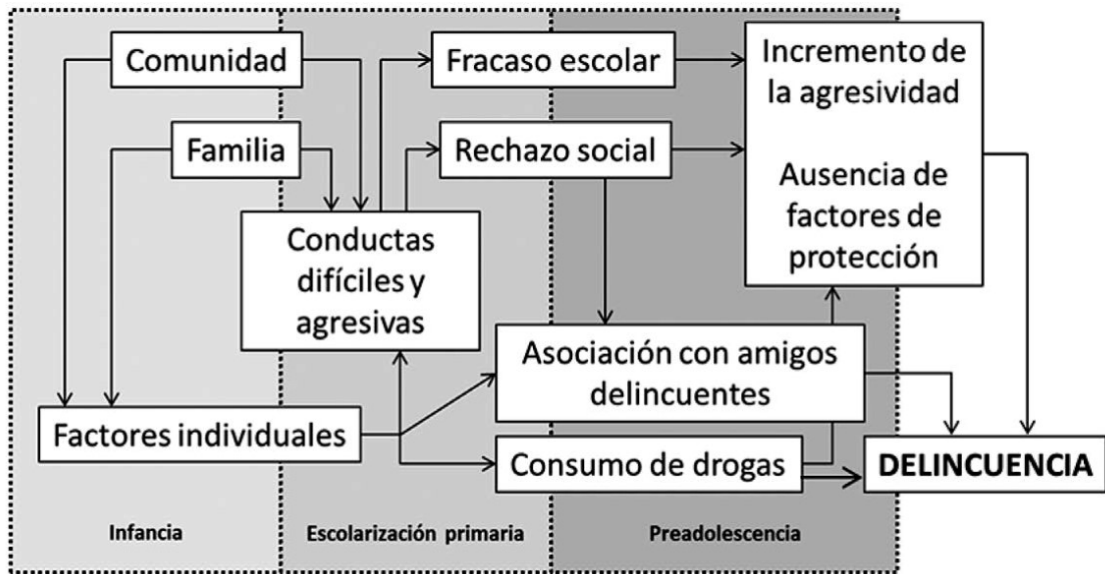 Comunidad
Familia
Factores individuales
Conductas
difíciles y
agresivas
Fracaso escolar
Rechazo social
Asociación con amigos
delincuentes
Consumo de drogas
Incremento de
la agresividad
Ausencia de
factores de
protección
DELINCUENCIA
Infancia
Escolarización primaria
Preadolescencia